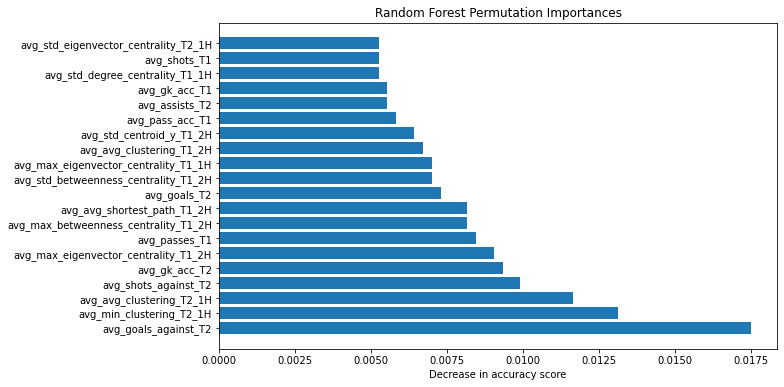 Random Forest Permutation Importances
avg_std_eigenvector_centrality_T2_1H
avg_shots_T1
avg_std_degree_centrality_T1_1H
avg_gk_acc_T1
avg_assists_T2
avg_pass_acc_T1
avg_std_centroid_y_T1_2H
avg_avg_clustering_T1_2H
avg_max_eigenvector_centrality_T1_1H
avg_std_betweenness_centrality_T1_2H
avg_goals_T2
avg_avg_shortest_path_T1_2H
avg_max_betweenness_centrality_T1_2H
avg_passes_T1
avg_max_eigenvector_centrality_T1_2H
avg_gk_acc_T2
avg_shots_against_T2
avg_avg_clustering_T2_1H
avg_min_clustering_T2_1H
avg_goals_against_T2
0.0000 0.0025 0.0050 0.0075 0.0100 0.0125 0.0150 0.0175
Decrease in accuracy score